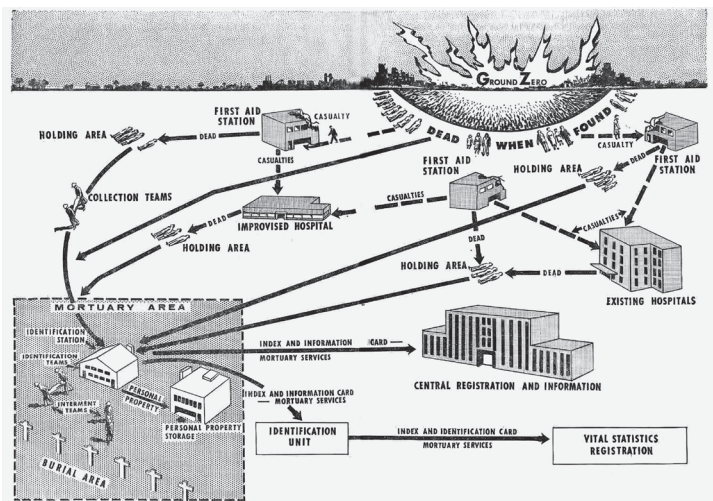 GROUND ZERO
DEAD WHEN FOUND
FIRST AID
STATION
CASUALTY
HOLDING AREA
DEAD
CASUALTIES
COLLECTION TEAMS
IMPROVISED HOSPITAL
DEAD
HOLDING AREA
FIRST AID
STATION
CASUALTIES
DEAD
HOLDING AREA
CASUALTY
FIRST AID
STATION
DEAD
HOLDING AREA
CASUALTIES
DEAD
EXISTING HOSPITALS
MORTUARY AREA
IDENTIFICATION
STATION
IDENTIFICATION
TEAMS
INTERMENT
TEAMS
PERSONAL
PROPERTY
PERSONAL PROPERTY
STORAGE
BURIAL AREA
INDEX AND INFORMATION CARD —
MORTUARY SERVICES
CENTRAL REGISTRATION AND INFORMATION
INDEX AND INFORMATION CARD
— MORTUARY SERVICES
IDENTIFICATION
UNIT
INDEX AND IDENTIFICATION CARD
MORTUARY SERVICES
VITAL STATISTICS
REGISTRATION